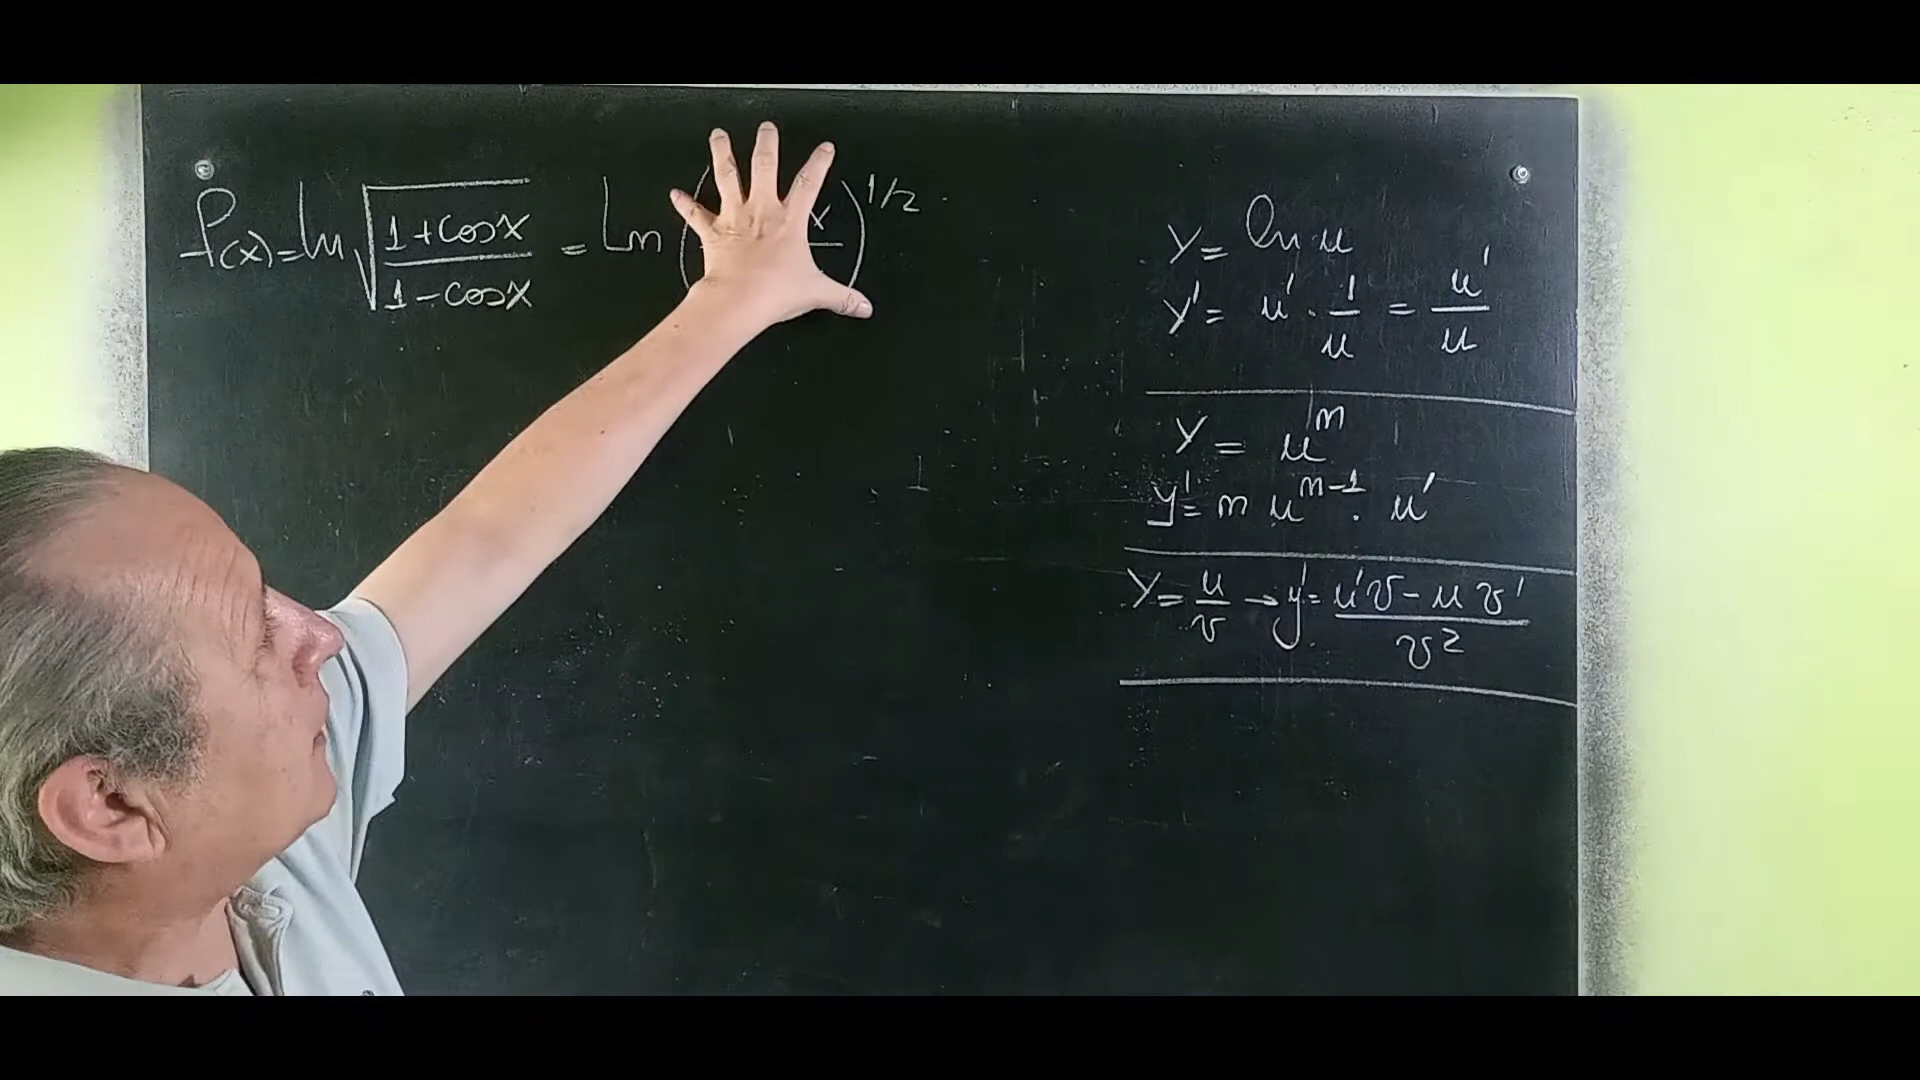 f(x)=ln√((1+cosx)/(1-cosx)) = ln( x )^1/2
y = ln u
y' = u' · 1/u = u'/u
y = u^m
y' = m u^(m-1) · u'
y = u/v → y' = (u'v - u v')/v²